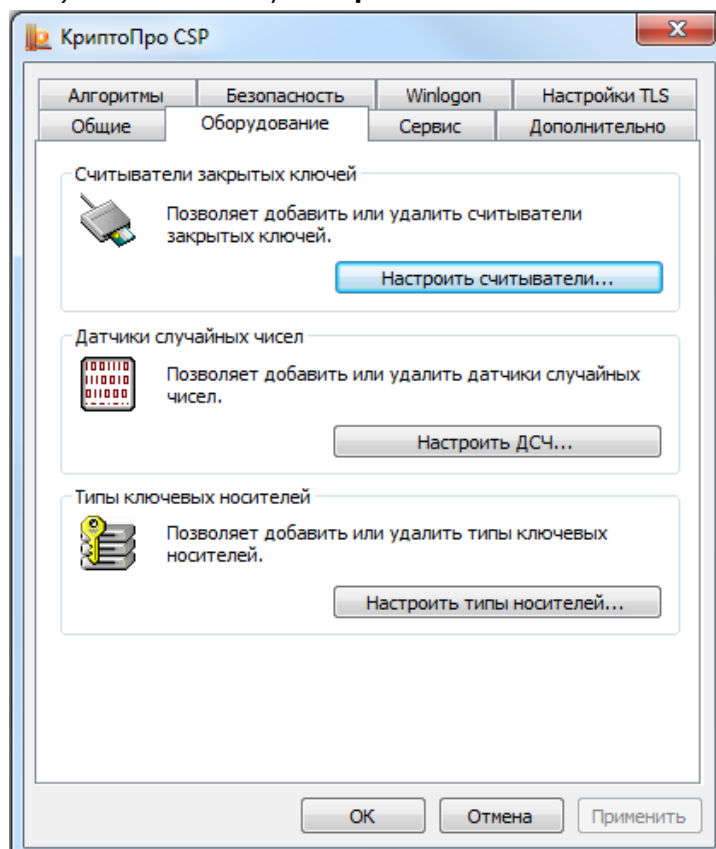 КриптоПро CSP
Алгоритмы Безопасность Winlogon Настройки TLS
Общие Оборудование Сервис Дополнительно
Считыватели закрытых ключей
Позволяет добавить или удалить считыватели
закрытых ключей.
Настроить считыватели...
Датчики случайных чисел
Позволяет добавить или удалить датчики случайных
чисел.
Настроить ДСЧ...
Типы ключевых носителей
Позволяет добавить или удалить типы ключевых
носителей.
Настроить типы носителей...
ОК Отмена Применить